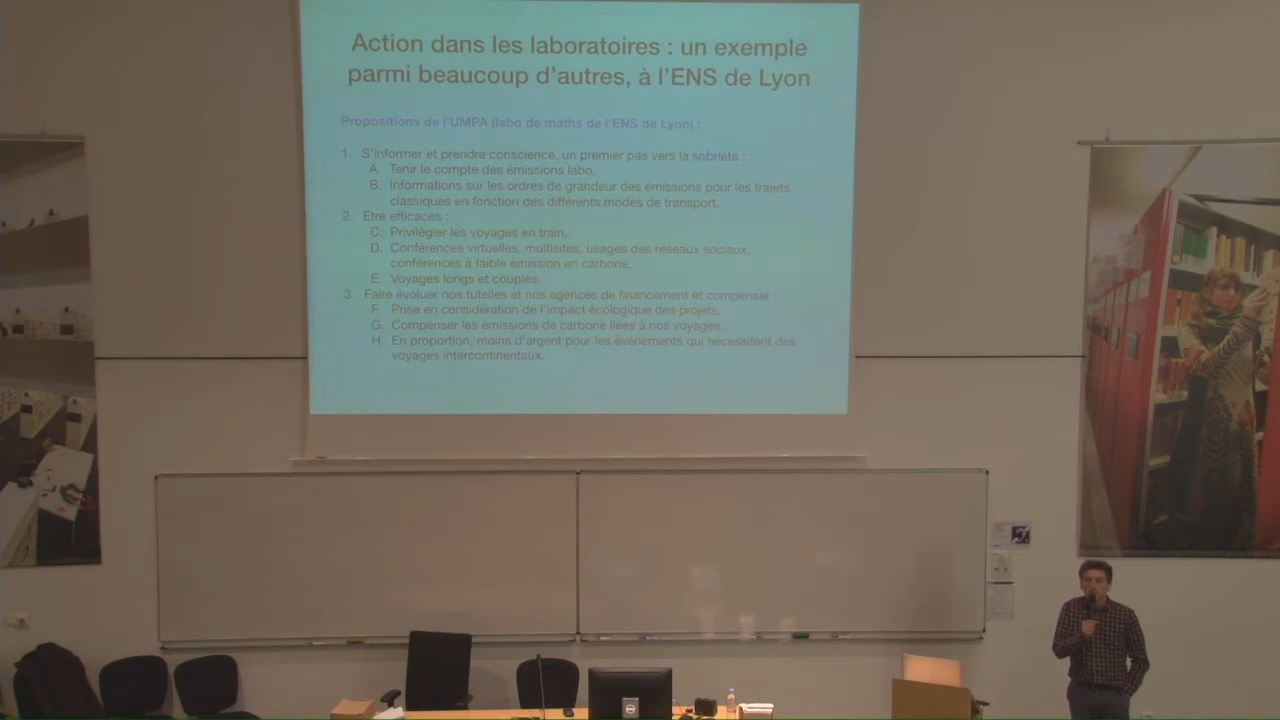 Action dans les laboratoires : un exemple
parmi beaucoup d'autres, à l'ENS de Lyon
Propositions de l'UMPA (labo de maths de l'ENS de Lyon) :
1. S'informer et prendre conscience, un premier pas vers la sobriété :
A. Tenir le compte des émissions labo,
B. Informations sur les ordres de grandeur des émissions pour les trajets
classiques en fonction des différents modes de transport.
2. Etre efficaces :
C. Privilégier les voyages en train,
D. Conférences virtuelles, multisites, usages des réseaux sociaux,
conférences à faible émission en carbone,
E. Voyages longs et couplés.
3. Faire évoluer nos tutelles et nos agences de financement et compenser :
F. Prise en considération de l'impact écologique des projets,
G. Compenser les émissions de carbone liées à nos voyages,
H. En proportion, moins d'argent pour les événements qui nécessitent des
voyages intercontinentaux.
DELL